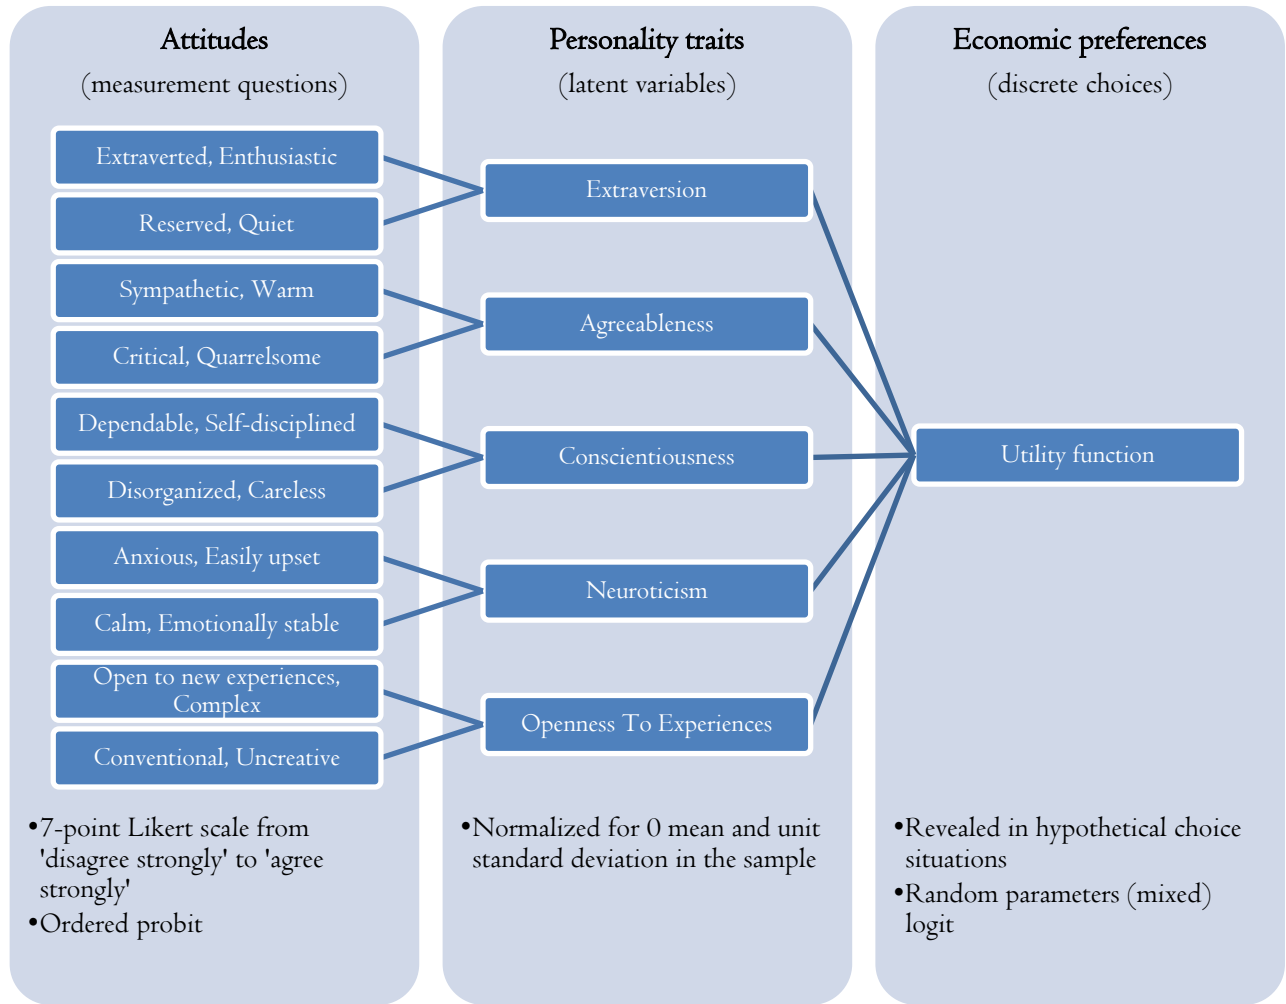 Attitudes
(measurement questions)
Extraverted, Enthusiastic
Reserved, Quiet
Sympathetic, Warm
Critical, Quarrelsome
Dependable, Self-disciplined
Disorganized, Careless
Anxious, Easily upset
Calm, Emotionally stable
Open to new experiences,
Complex
Conventional, Uncreative
•7-point Likert scale from
'disagree strongly' to 'agree
strongly'
•Ordered probit
Personality traits
(latent variables)
Extraversion
Agreeableness
Conscientiousness
Neuroticism
Openness To Experiences
•Normalized for 0 mean and unit
standard deviation in the sample
Economic preferences
(discrete choices)
Utility function
•Revealed in hypothetical choice
situations
•Random parameters (mixed)
logit